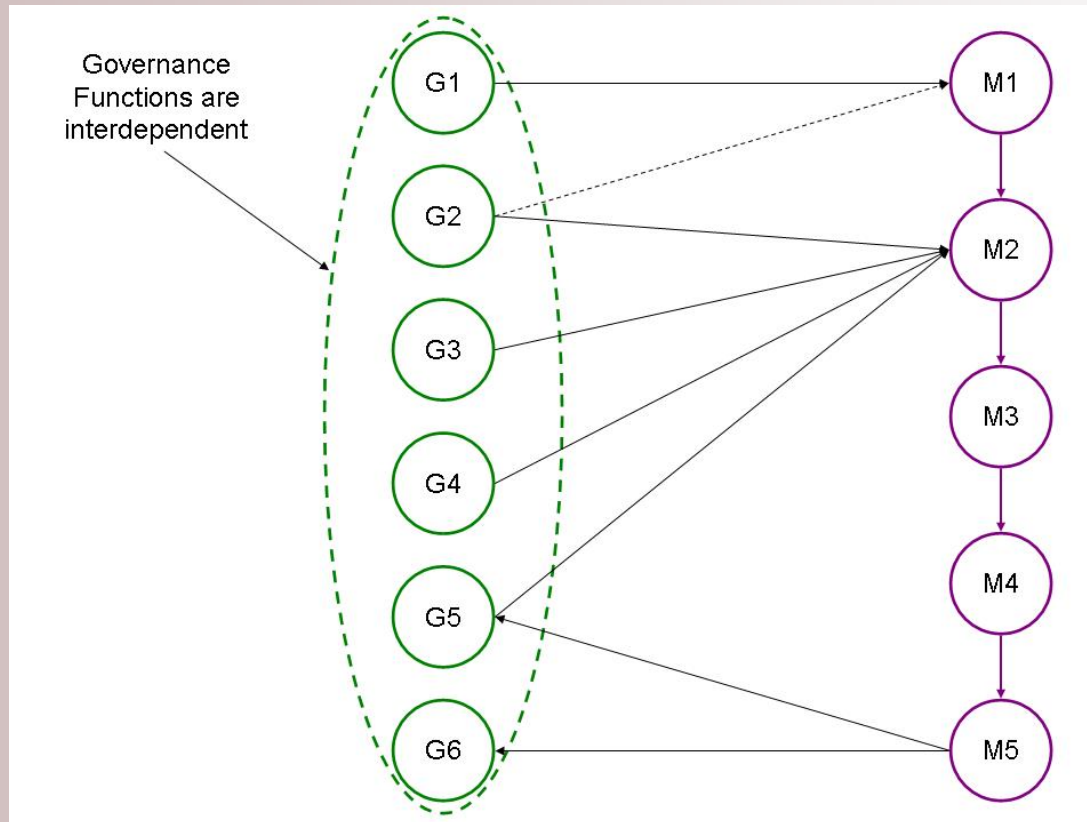 Governance
Functions are
interdependent
G1
M1
G2
M2
G3
M3
G4
M4
G5
M5
G6